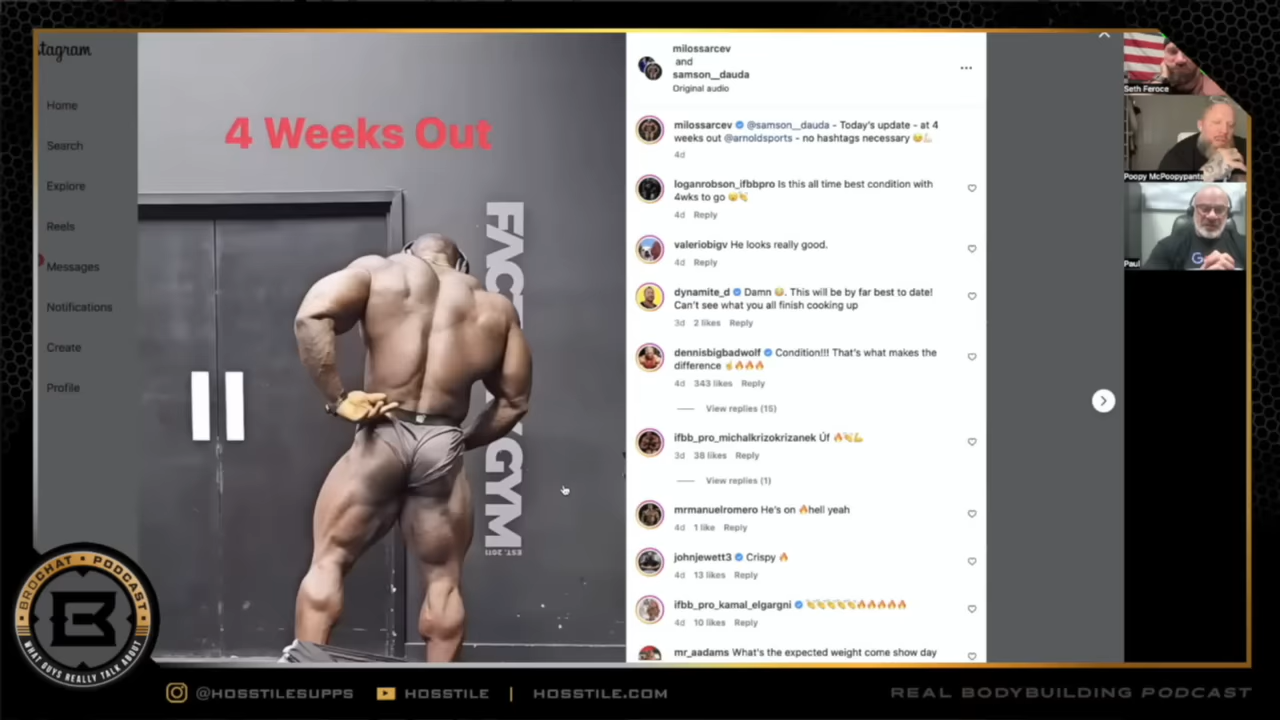 tagram
Home
Search
Explore
Reels
Messages
Notifications
Create
Profile
4 Weeks Out
FACT Y GYM
EST. 2011
milossarcev
and
samson__dauda
Original audio
milossarcev @samson__dauda - Today's update - at 4
weeks out @arnoldsports - no hashtags necessary 😂💪🏻
4d
loganrobson_ifbbpro Is this all time best condition with
4wks to go
4d Reply
valeriobigv He looks really good.
4d Reply
dynamite_d Damn. This will be by far best to date!
Can't see what you all finish cooking up
3d 2 likes Reply
dennisbigbadwolf Condition!!! That's what makes the
difference ☝🔥🔥🔥
4d 343 likes Reply
View replies (15)
ifbb_pro_michalkrizokrizanek Úf 🔥👏💪
3d 38 likes Reply
View replies (1)
mrmanuelromero He's on 🔥hell yeah
4d 1 like Reply
johnjewett3 Crispy 🔥
4d 13 likes Reply
ifbb_pro_kamal_elgargni 👏👏👏👏👏🔥🔥🔥🔥🔥
4d 10 likes Reply
mr_aadams What's the expected weight come show day
Seth Feroce
Poopy McPoopypants
Paul
BROCHAT • PODCAST
B
WHAT GUYS REALLY TALK ABOUT
@HOSSTILESUPPS HOSSTILE | HOSSTILE.COM
REAL BODYBUILDING PODCAST